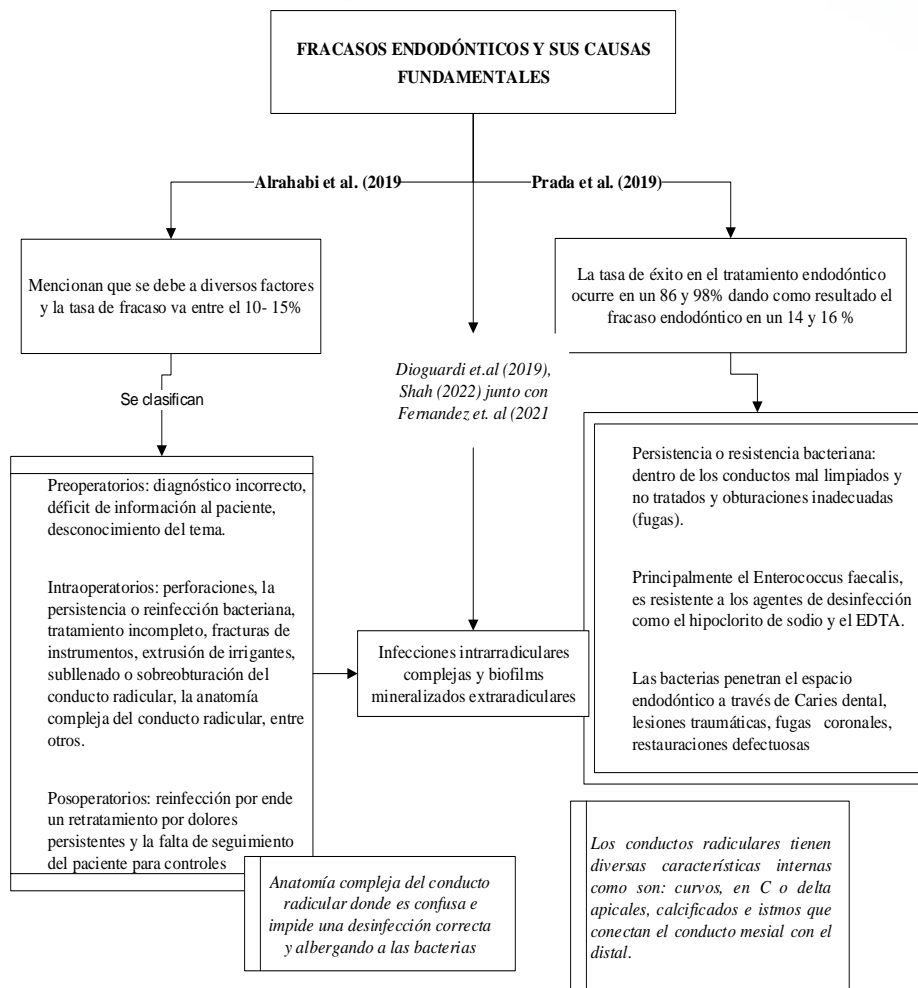 FRACASOS ENDODÓNTICOS Y SUS CAUSAS
FUNDAMENTALES
Alrahabi et al. (2019
Prada et al. (2019)
Mencionan que se debe a diversos factores
y la tasa de fracaso va entre el 10- 15%
La tasa de éxito en el tratamiento endodóntico
ocurre en un 86 y 98% dando como resultado el
fracaso endodóntico en un 14 y 16 %
Dioguardi et.al (2019),
Shah (2022) junto con
Fernandez et. al (2021
Se clasifican
Preoperatorios: diagnóstico incorrecto,
déficit de información al paciente,
desconocimiento del tema.
Intraoperatorios: perforaciones, la
persistencia o reinfección bacteriana,
tratamiento incompleto, fracturas de
instrumentos, extrusión de irrigantes,
subllenado o sobreobturación del
conducto radicular, la anatomía
compleja del conducto radicular, entre
otros.
Posoperatorios: reinfección por ende
un retratamiento por dolores
persistentes y la falta de seguimiento
del paciente para controles
Infecciones intrarradiculares
complejas y biofilms
mineralizados extraradiculares
Persistencia o resistencia bacteriana:
dentro de los conductos mal limpiados y
no tratados y obturaciones inadecuadas
(fugas).
Principalmente el Enterococcus faecalis,
es resistente a los agentes de desinfección
como el hipoclorito de sodio y el EDTA.
Las bacterias penetran el espacio
endodóntico a través de Caries dental,
lesiones traumáticas, fugas coronales,
restauraciones defectuosas
Anatomía compleja del conducto
radicular donde es confusa e
impide una desinfección correcta
y albergando a las bacterias
Los conductos radiculares tienen
diversas características internas
como son: curvos, en C o delta
apicales, calcificados e istmos que
conectan el conducto mesial con el
distal.